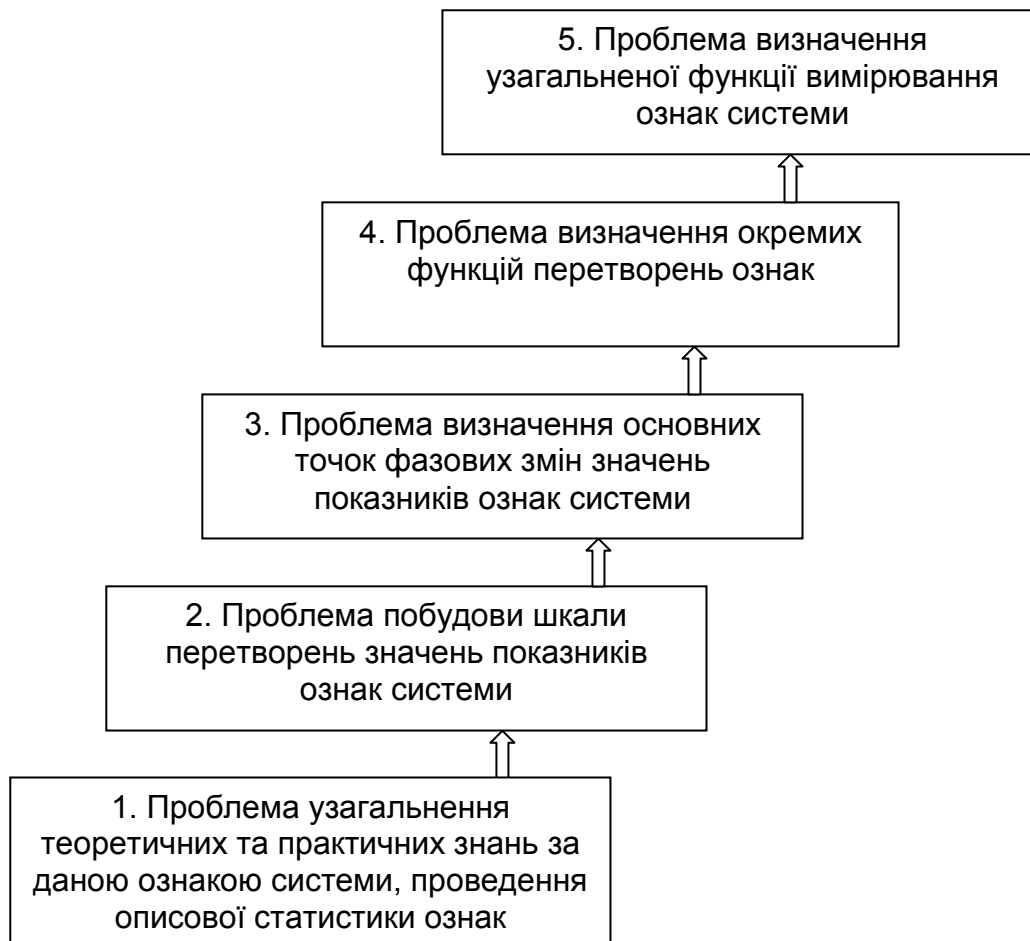 5. Проблема визначення
узагальненої функції вимірювання
ознак системи
4. Проблема визначення окремих
функцій перетворень ознак
3. Проблема визначення основних
точок фазових змін значень
показників ознак системи
2. Проблема побудови шкали
перетворень значень показників
ознак системи
1. Проблема узагальнення
теоретичних та практичних знань за
даною ознакою системи, проведення
описової статистики ознак